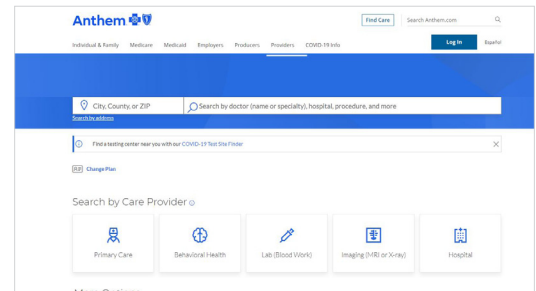 Anthem
Find Care
Search Anthem.com
Individual & Family Medicare Medicaid Employers Producers Providers COVID-19 Info
Log In
Español
City, County, or ZIP
Search by doctor (name or specialty), hospital, procedure, and more
Search by address
Find a testing center near you with our COVID-19 Test Site Finder
Change Plan
Search by Care Provider
Primary Care
Behavioral Health
Lab (Blood Work)
Imaging (MRI or X-ray)
Hospital